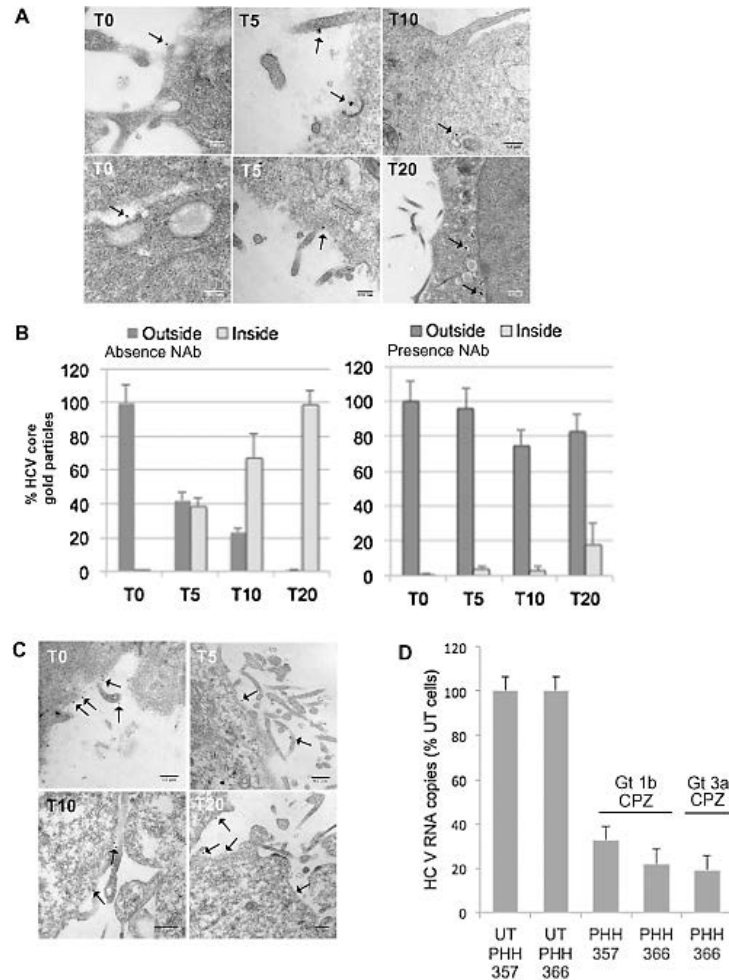 A
T0
T5
T10
T0
T5
T20
B
Outside Inside
Absence NAb
Outside Inside
Presence NAb
% HCV core
gold particles
120
100
80
60
40
20
0
T0 T5 T10 T20
120
100
80
60
40
20
0
T0 T5 T10 T20
C
T0
T5
T10
T20
D
HC V RNA copies (% UT cells)
120
100
80
60
40
20
0
Gt 1b
CPZ
Gt 3a
CPZ
UT
PHH
357
UT
PHH
366
PHH
357
PHH
366
PHH
366